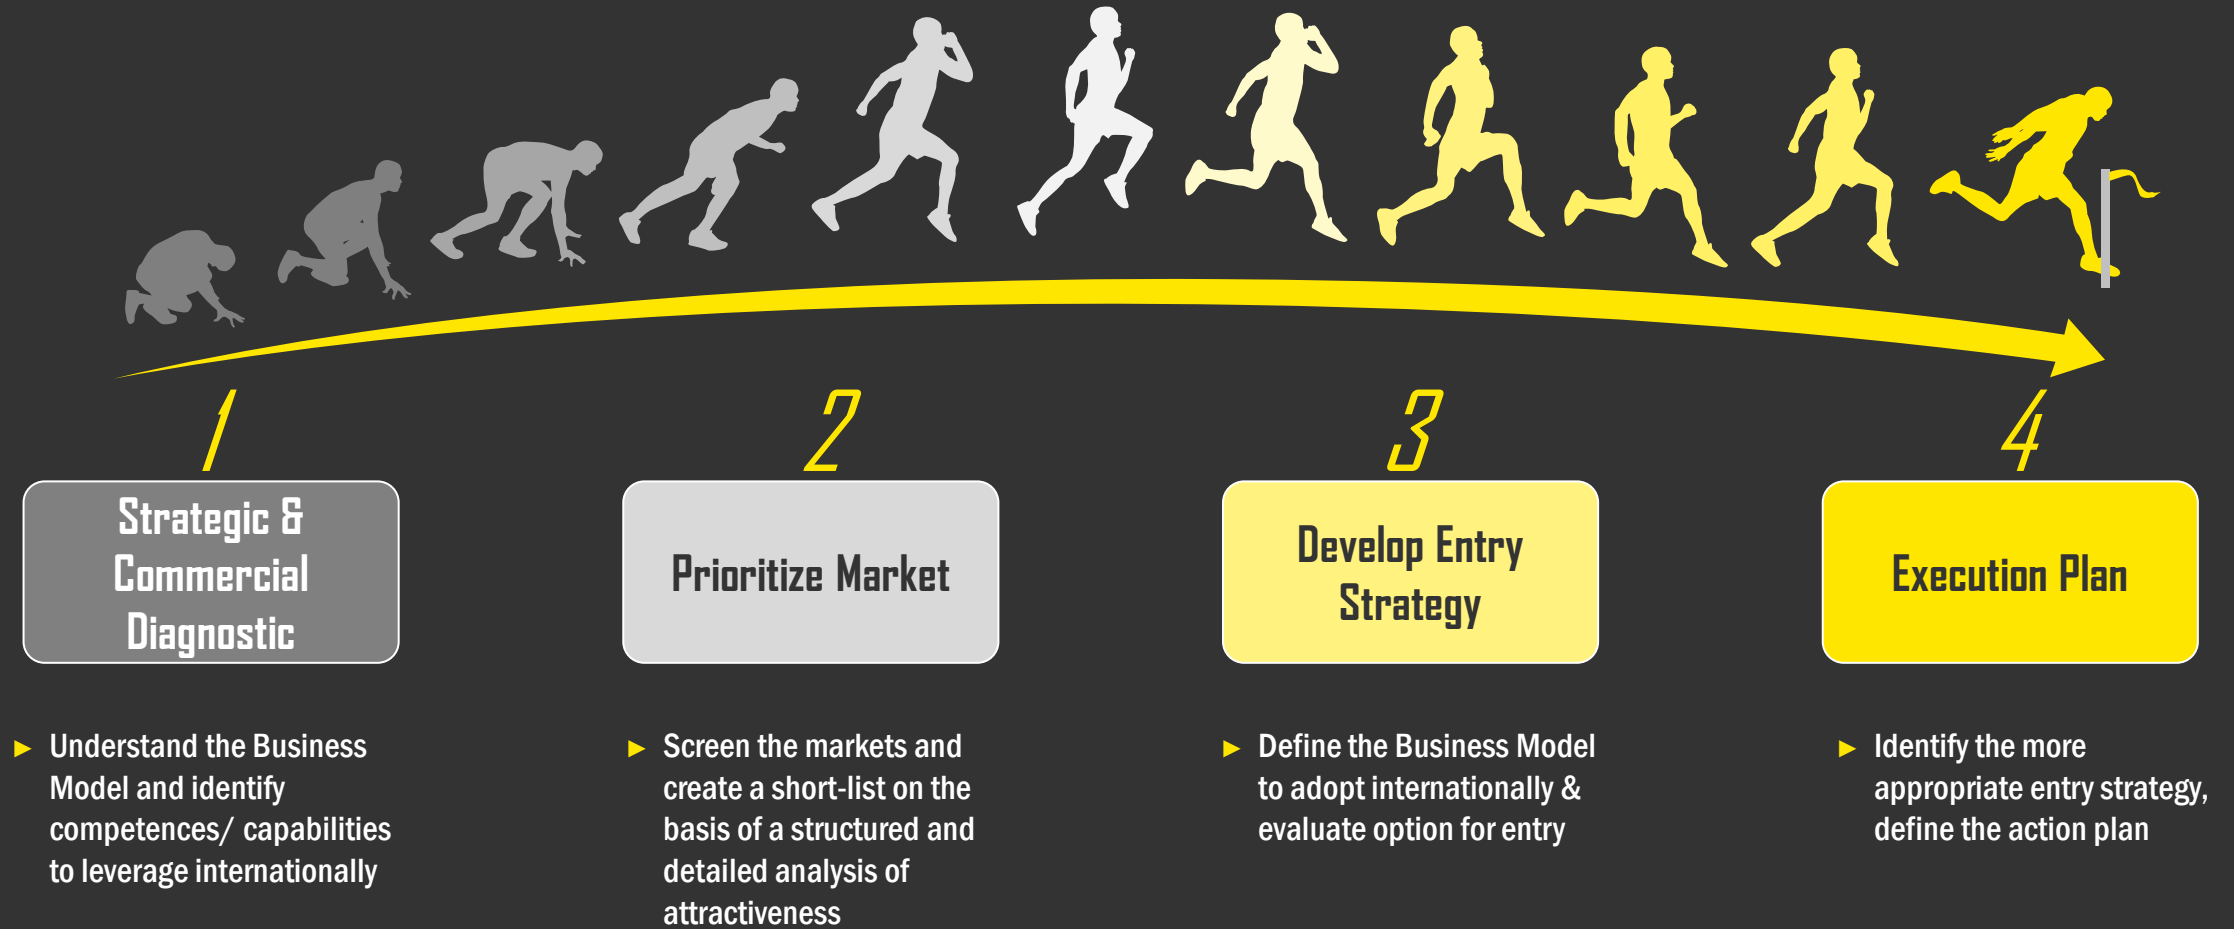 1
Strategic &
Commercial
Diagnostic
► Understand the Business
Model and identify
competences/ capabilities
to leverage internationally
2
Prioritize Market
► Screen the markets and
create a short-list on the
basis of a structured and
detailed analysis of
attractiveness
3
Develop Entry
Strategy
► Define the Business Model
to adopt internationally &
evaluate option for entry
4
Execution Plan
► Identify the more
appropriate entry strategy,
define the action plan